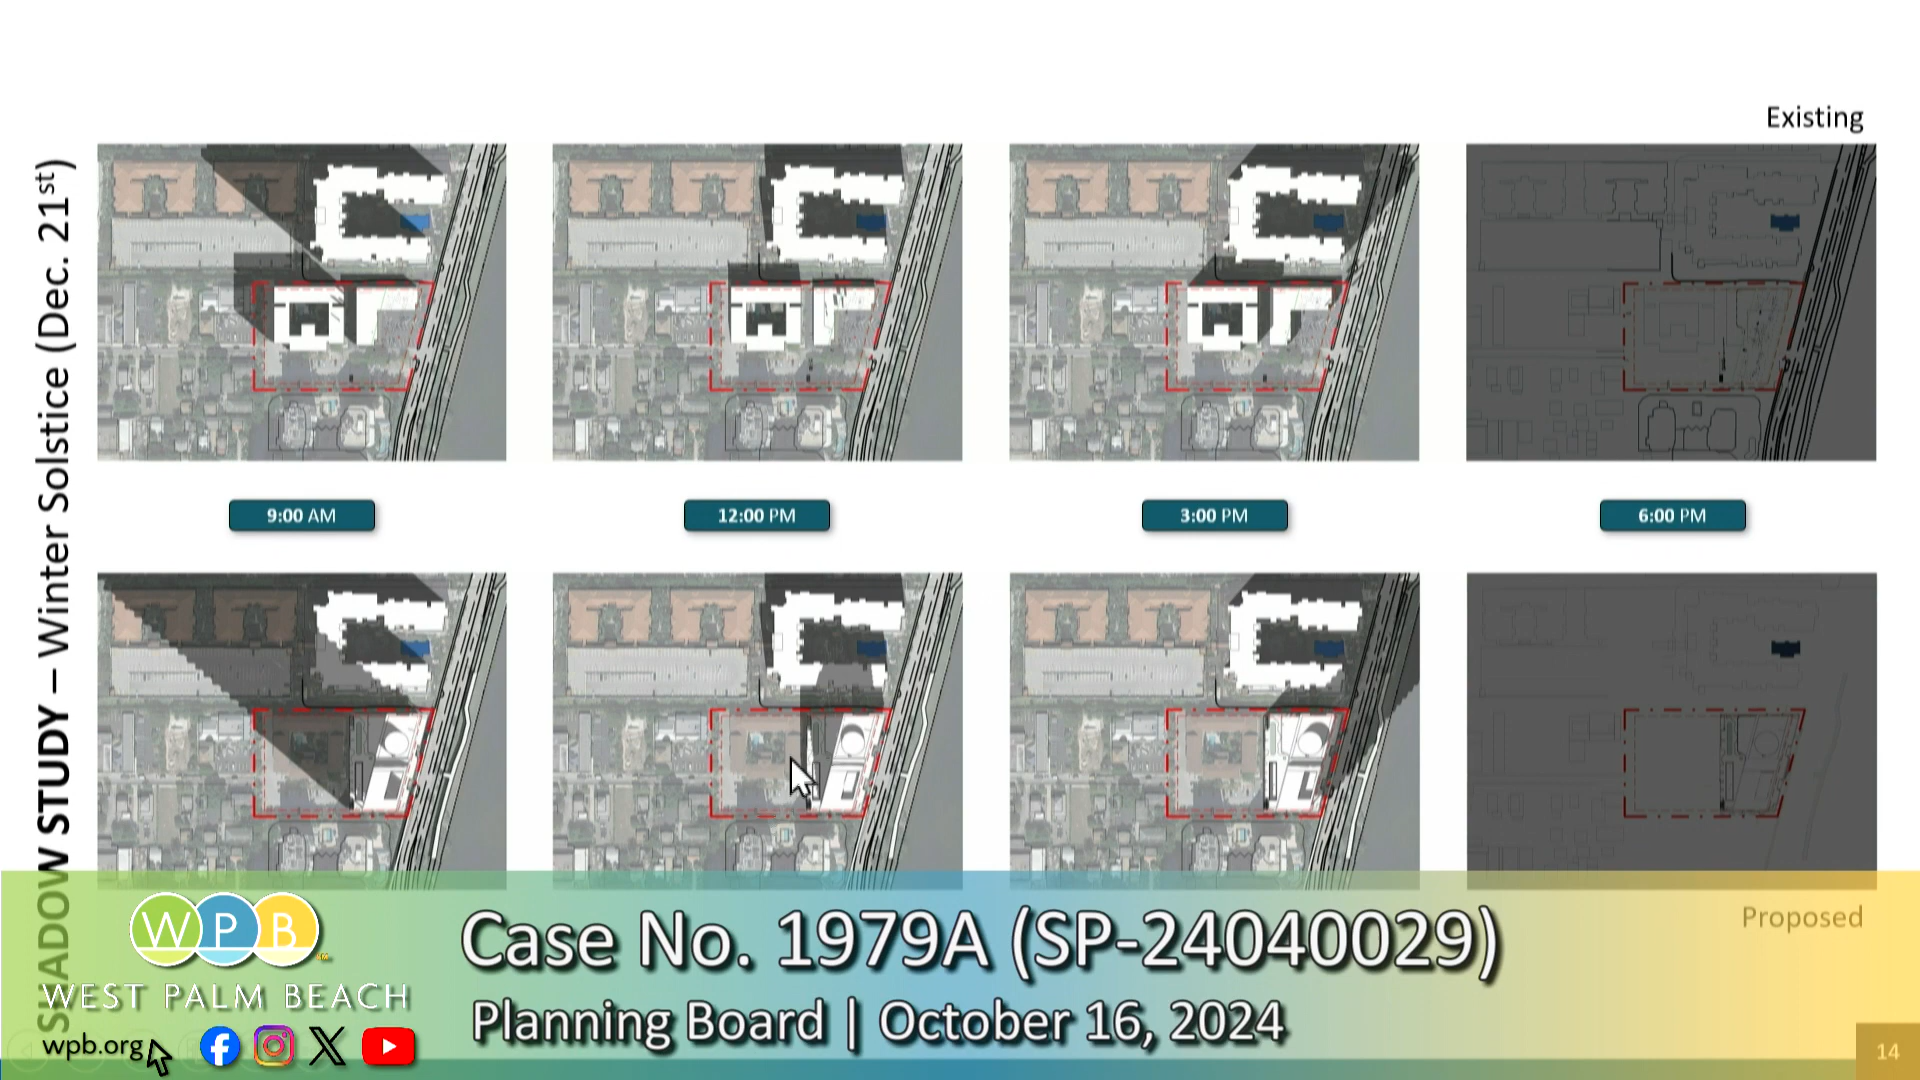 Existing
SHADOW STUDY – Winter Solstice (Dec. 21st)
9:00 AM
12:00 PM
3:00 PM
6:00 PM
Proposed
WPB
SM
WEST PALM BEACH
wpb.org
Case No. 1979A (SP-24040029)
Planning Board | October 16, 2024
14